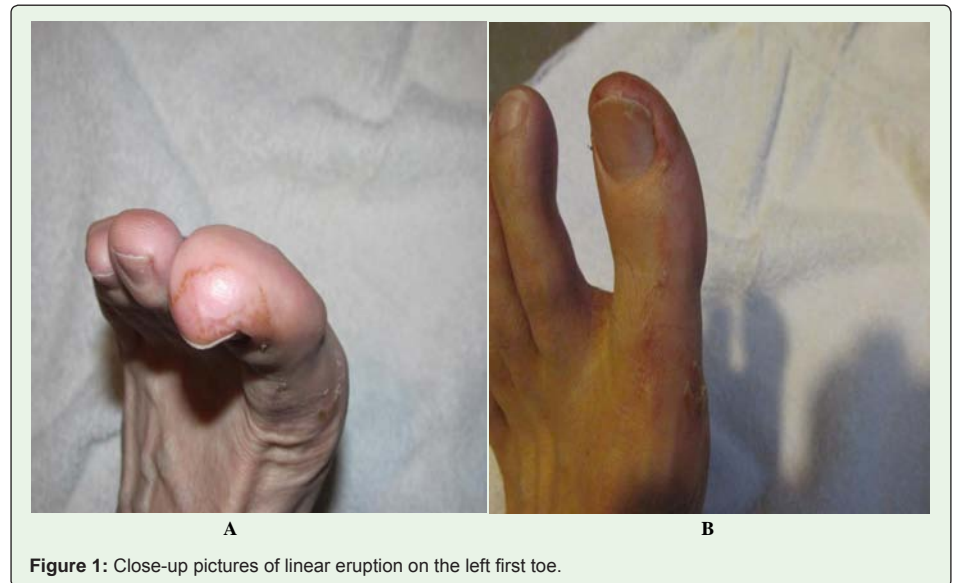 A B
Figure 1: Close-up pictures of linear eruption on the left first toe.